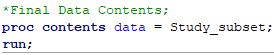 *Final Data Contents;
proc contents data = Study_subset;
run;